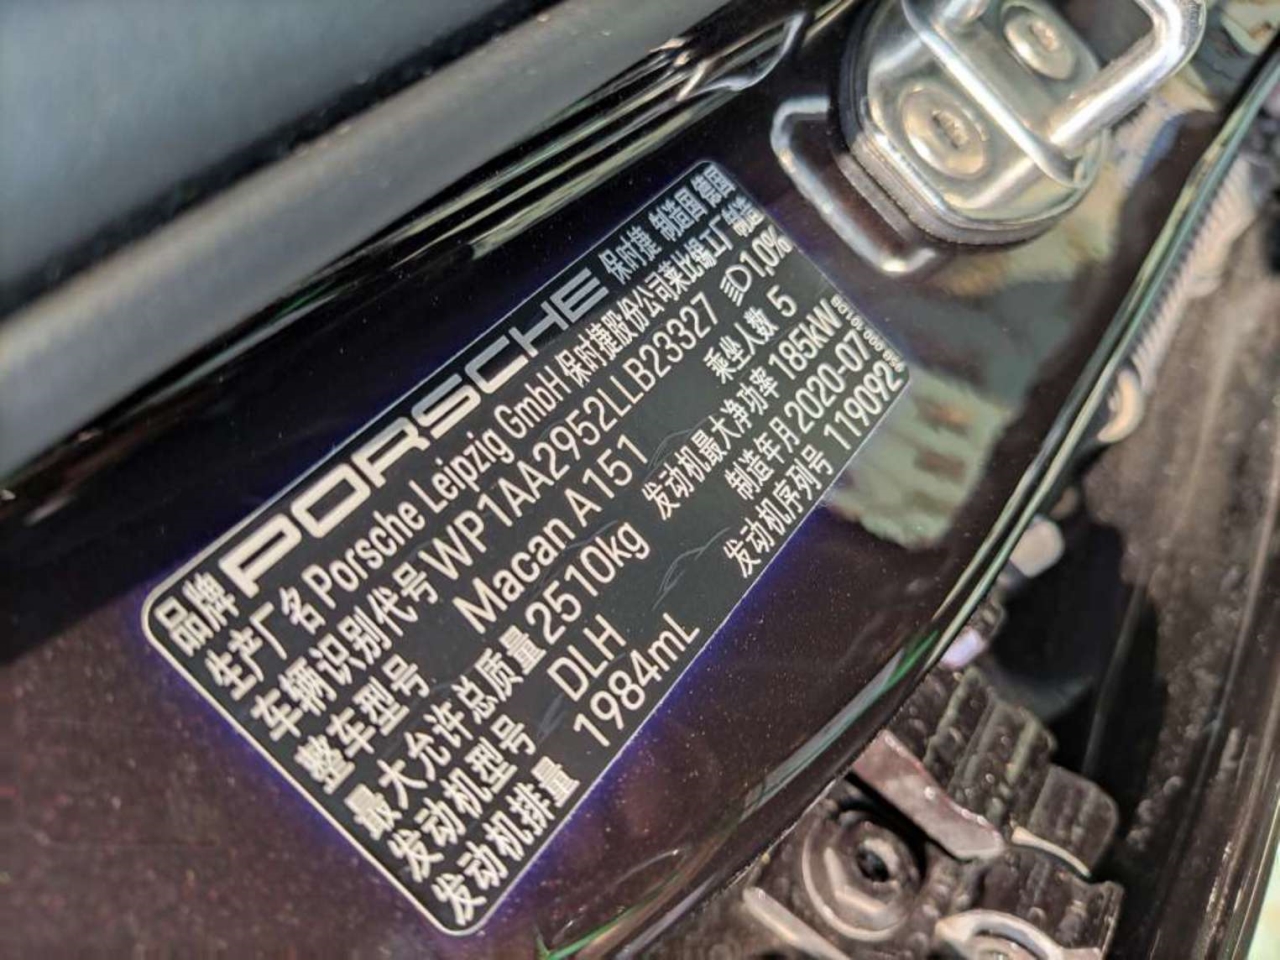 品牌 PORSCHE 保时捷 制造国 德国
生产厂名 Porsche Leipzig GmbH 保时捷股份公司莱比锡工厂制造
车辆识别代号 WP1AA2952LLB23327 D1,0%
整车型号 Macan A151 乘坐人数 5
最大允许总质量 2510kg 发动机最大净功率 185kW
发动机型号 DLH 制造年月 2020-07
发动机排量 1984mL 发动机序列号 119092